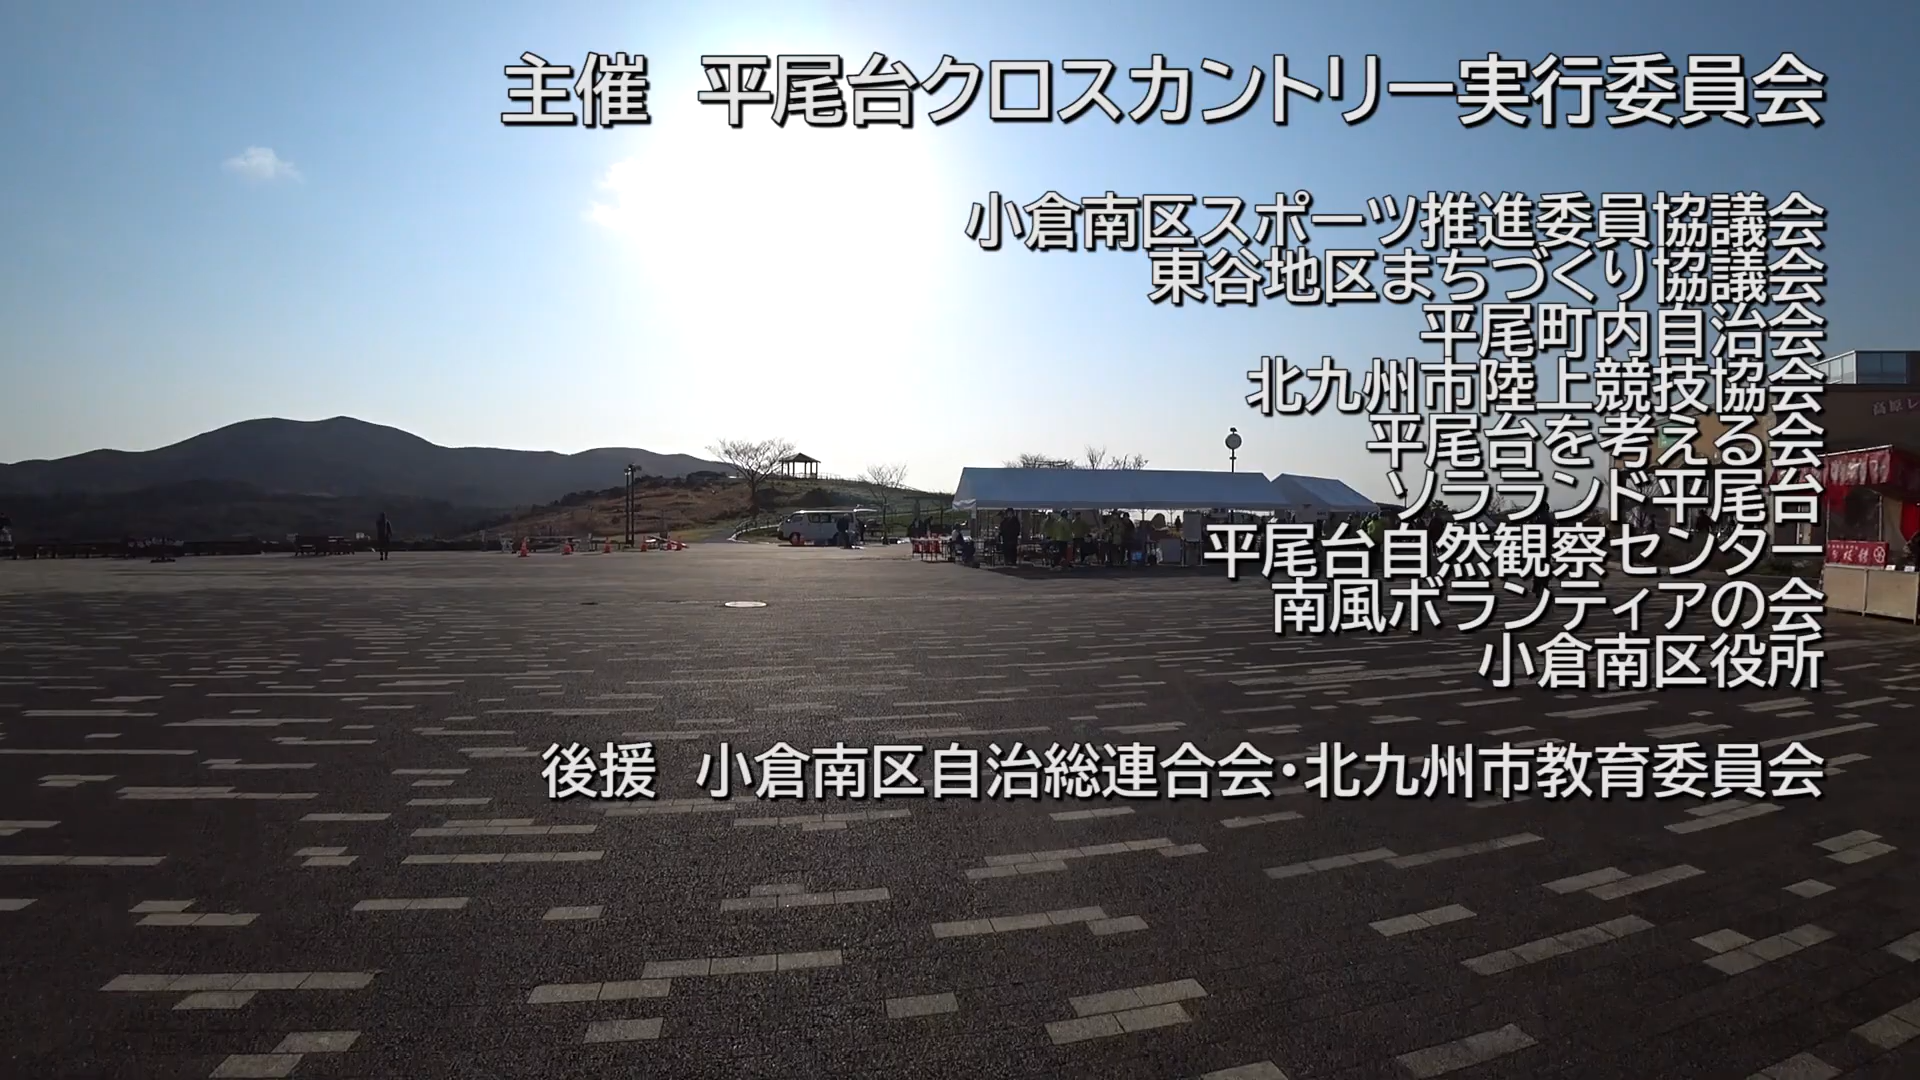 主催　平尾台クロスカントリー実行委員会
小倉南区スポーツ推進委員協議会
東谷地区まちづくり協議会
平尾町内自治会
北九州市陸上競技協会
平尾台を考える会
ソラランド平尾台
平尾台自然観察センター
南風ボランティアの会
小倉南区役所
後援　小倉南区自治総連合会・北九州市教育委員会
高原レ